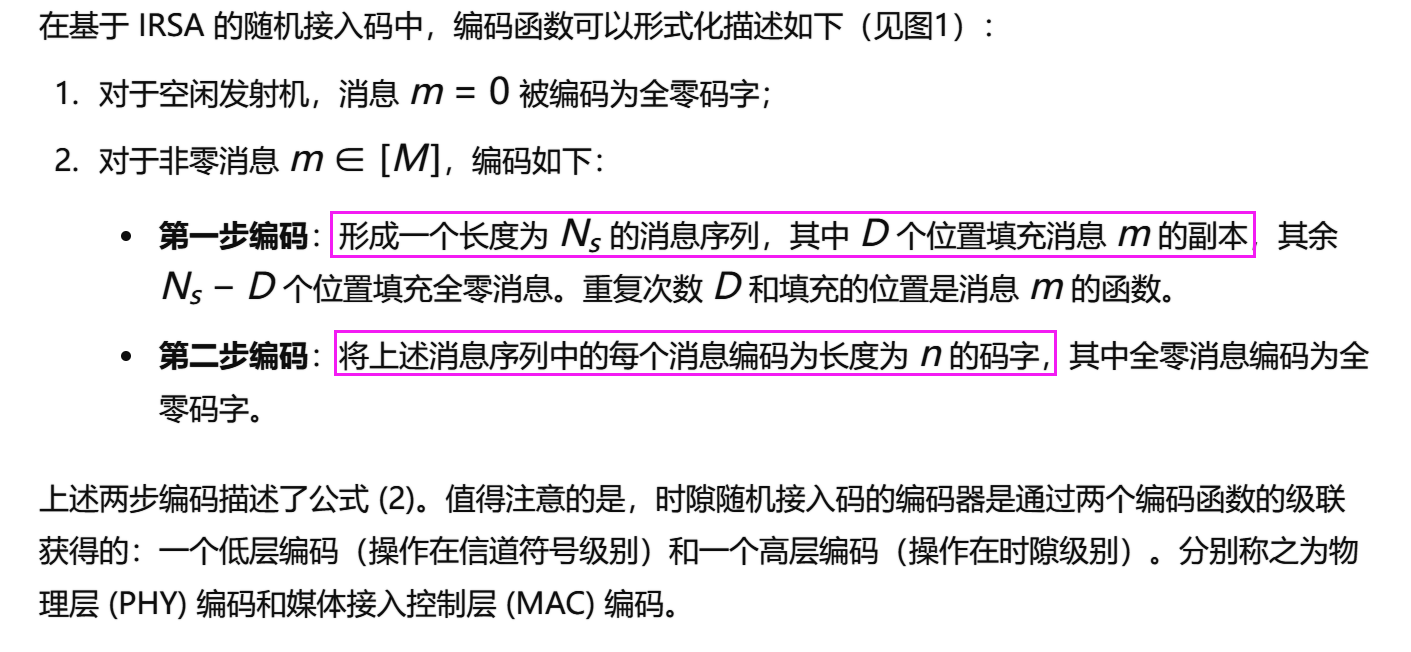 在基于 IRSA 的随机接入码中，编码函数可以形式化描述如下（见图1）:
1. 对于空闲发射机，消息 m = 0 被编码为全零码字；
2. 对于非零消息 m ∈ [M]，编码如下：
• 第一步编码：形成一个长度为 Ns 的消息序列，其中 D 个位置填充消息 m 的副本，其余
Ns − D 个位置填充全零消息。重复次数 D 和填充的位置是消息 m 的函数。
• 第二步编码：将上述消息序列中的每个消息编码为长度为 n 的码字，其中全零消息编码为全
零码字。
上述两步编码描述了公式 (2)。值得注意的是，时隙随机接入码的编码器是通过两个编码函数的级联
获得的：一个低层编码（操作在信道符号级别）和一个高层编码（操作在时隙级别）。分别称之为物
理层 (PHY) 编码和媒体接入控制层 (MAC) 编码。